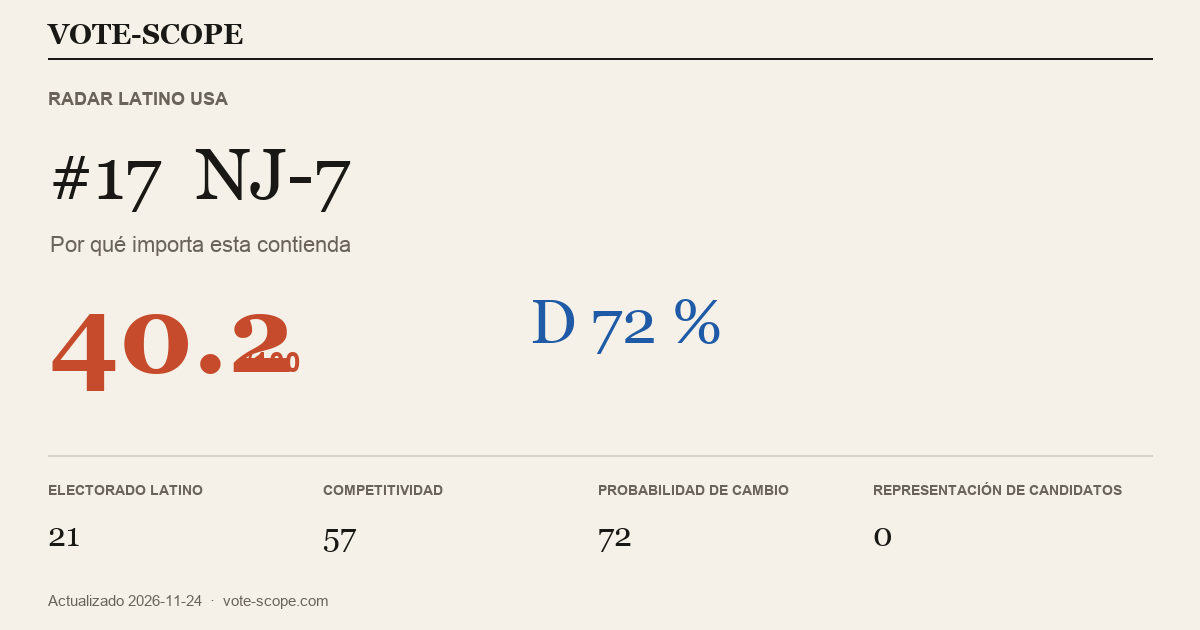 VOTE-SCOPE
RADAR LATINO USA
#17 NJ-7
Por qué importa esta contienda
40.2
D 72 %
ELECTORADO LATINO COMPETITIVIDAD PROBABILIDAD DE CAMBIO REPRESENTACIÓN DE CANDIDATOS
21 57 72 0
Actualizado 2026-11-24 · vote-scope.com